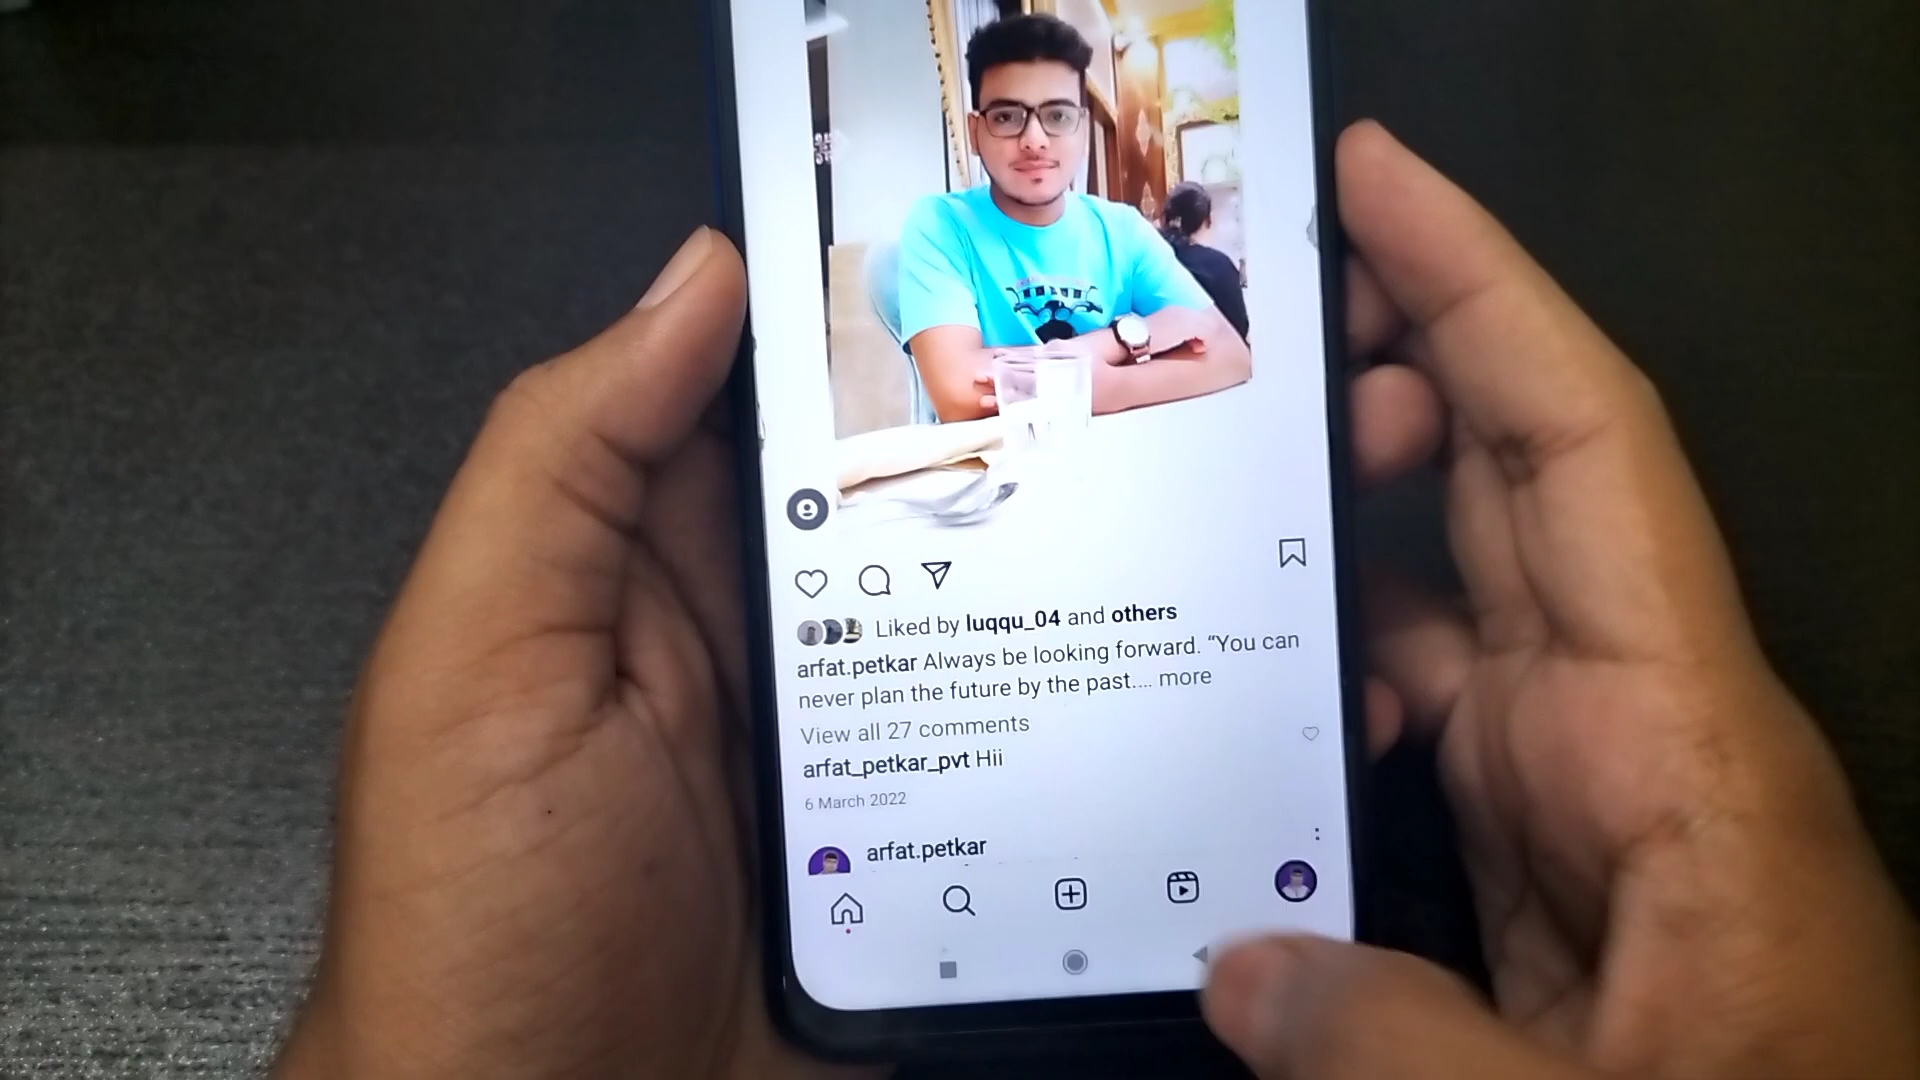 Liked by luqqu_04 and others
arfat.petkar Always be looking forward. “You can
never plan the future by the past.... more
View all 27 comments
arfat_petkar_pvt Hii
6 March 2022
arfat.petkar